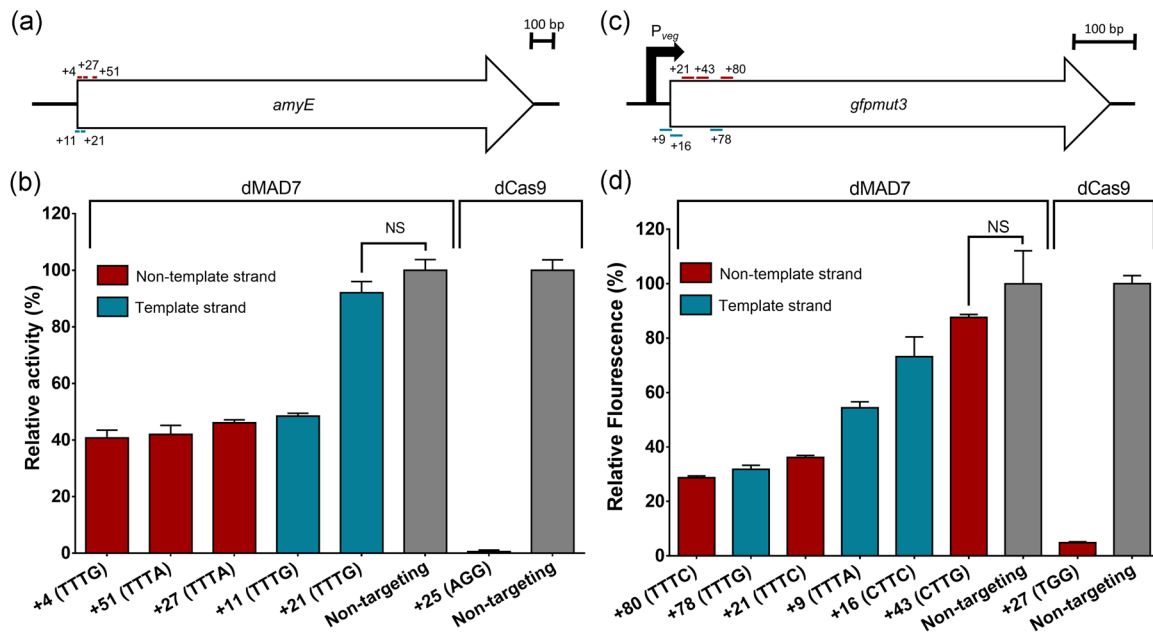 (a)
100 bp
+4
+27
+51
amyE
+11
+21
(b)
dMAD7
dCas9
NS
Non-template strand
Template strand
Relative activity (%)
120
100
80
60
40
20
0
+4 (TTTG)
+51 (TTTA)
+27 (TTTA)
+11 (TTTG)
+21 (TTTG)
Non-targeting
+25 (AGG)
Non-targeting
(c)
Pveg
100 bp
+21
+43
+80
gfpmut3
+9
+16
+78
(d)
dMAD7
dCas9
NS
Non-template strand
Template strand
Relative Flourescence (%)
120
100
80
60
40
20
0
+80 (TTTC)
+78 (TTTG)
+21 (TTTC)
+9 (TTTA)
+16 (CTTC)
+43 (CTTG)
Non-targeting
+27 (TGG)
Non-targeting